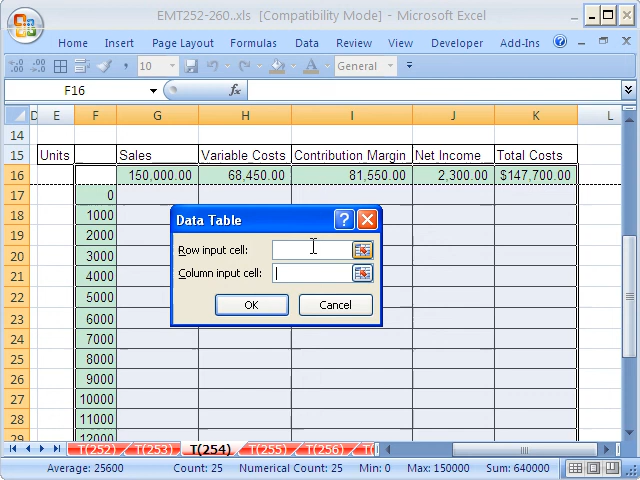 EMT252-260..xls [Compatibility Mode] - Microsoft Excel
Home Insert Page Layout Formulas Data Review View Developer Add-Ins
10 General
F16 fx
D E F G H I J K L
14
15 Units Sales Variable Costs Contribution Margin Net Income Total Costs
16 150,000.00 68,450.00 81,550.00 2,300.00 $147,700.00
17 0
18 1000
19 2000
20 3000
21 4000
22 5000
23 6000
24 7000
25 8000
26 9000
27 10000
28 11000
29 12000
Data Table
Row input cell:
Column input cell:
OK Cancel
T(252) T(253) T(254) T(255) T(256) T(
Average: 25600 Count: 25 Numerical Count: 25 Min: 0 Max: 150000 Sum: 640000